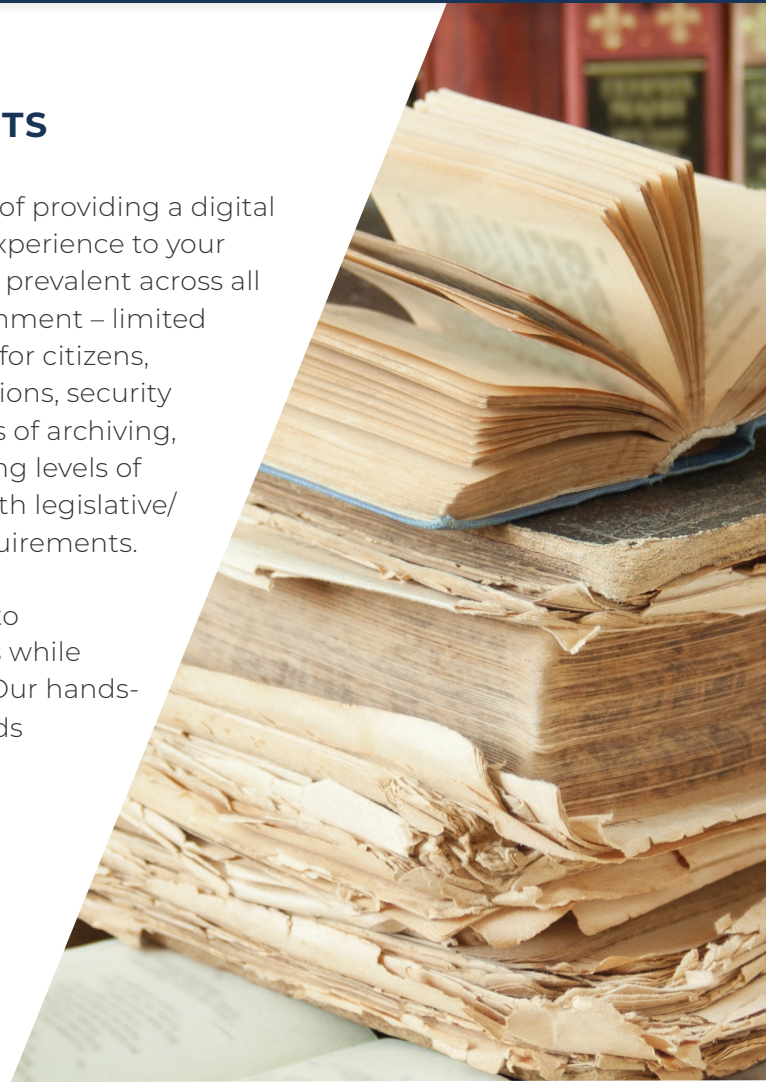 TS
of providing a digital
xperience to your
prevalent across all
nment – limited
for citizens,
ions, security
s of archiving,
ng levels of
th legislative/
uirements.
to
s while
Our hands-
ds